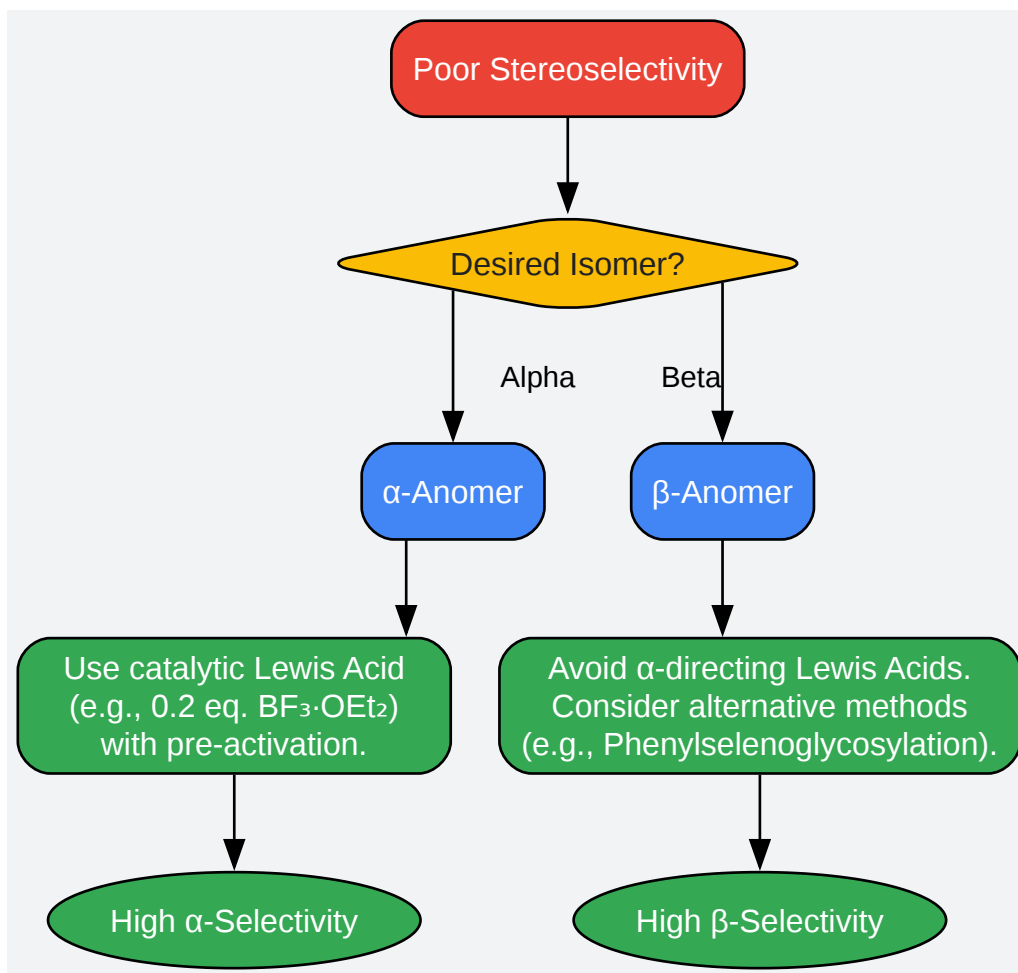 Poor Stereoselectivity
Desired Isomer?
Alpha
Beta
α-Anomer
β-Anomer
Use catalytic Lewis Acid
(e.g., 0.2 eq. BF₃·OEt₂)
with pre-activation.
Avoid α-directing Lewis Acids.
Consider alternative methods
(e.g., Phenylselenoglycosylation).
High α-Selectivity
High β-Selectivity